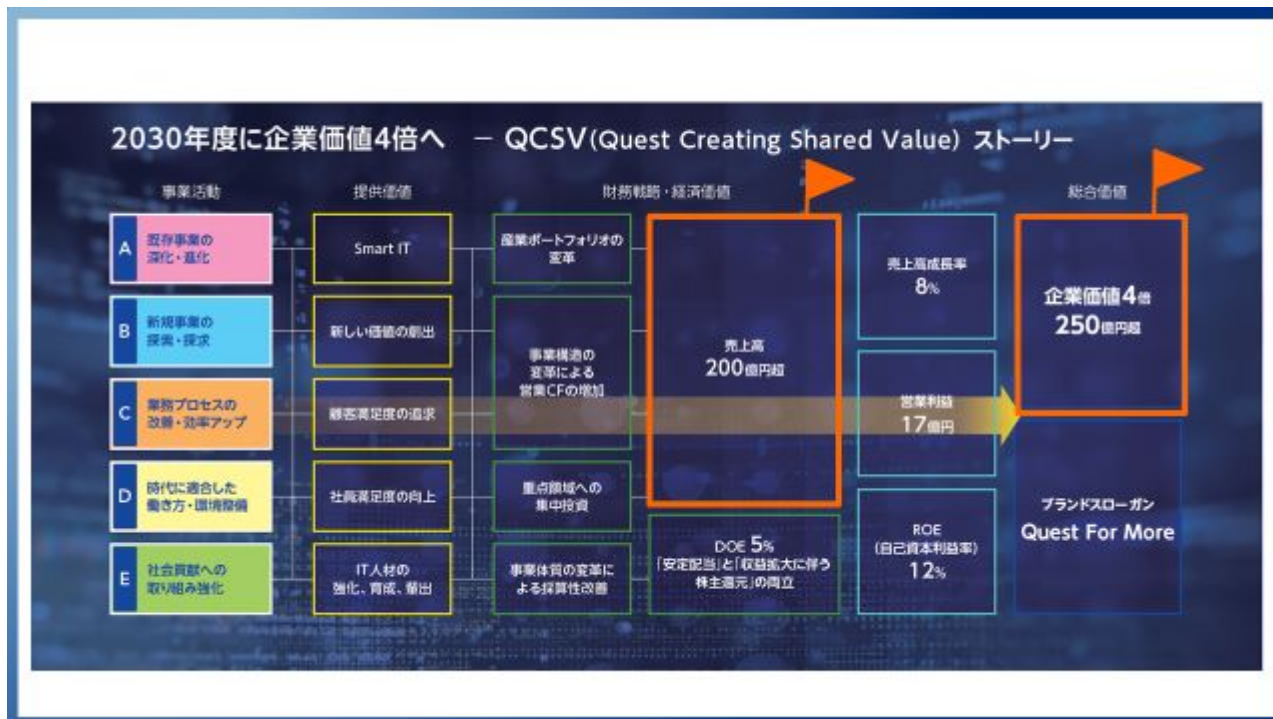 2030年度に企業価値4倍へ － QCSV(Quest Creating Shared Value) ストーリー
事業活動
提供価値
財務戦略・経済価値
総合価値
A
既存事業の
深化・進化
B
新規事業の
探索・探求
C
業務プロセスの
改善・効率アップ
D
時代に適合した
働き方・環境整備
E
社会貢献への
取り組み強化
Smart IT
新しい価値の創出
顧客満足度の追求
社員満足度の向上
IT人材の
強化、育成、輩出
産業ポートフォリオの
変革
事業構造の
変革による
営業CFの増加
重点領域への
集中投資
事業体質の変革に
よる採算性改善
売上高
200億円超
DOE 5%
「安定配当」と「収益拡大に伴う
株主還元」の両立
売上高成長率
8%
営業利益
17億円
ROE
(自己資本利益率)
12%
企業価値4倍
250億円超
ブランドスローガン
Quest For More